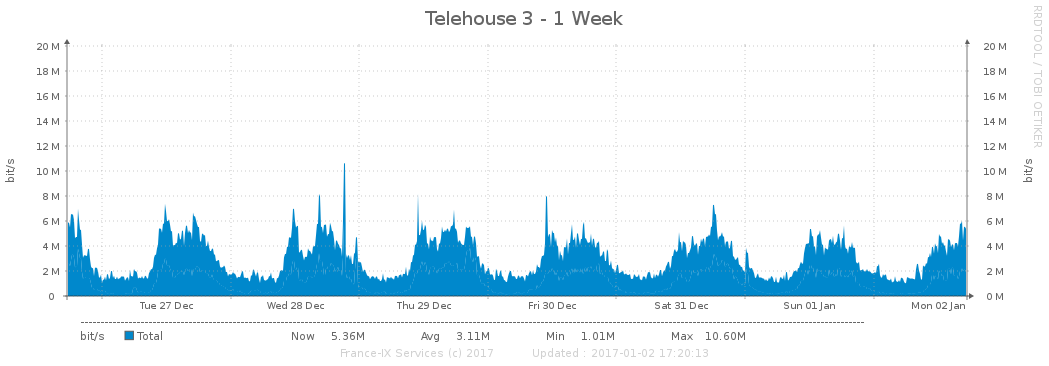 Telehouse 3 - 1 Week
RRDTOOL / TOBI OETIKER
20 M 20 M
18 M 18 M
16 M 16 M
14 M 14 M
12 M 12 M
10 M 10 M
8 M 8 M
6 M 6 M
4 M 4 M
2 M 2 M
0 0 M
bit/s bit/s
Tue 27 Dec Wed 28 Dec Thu 29 Dec Fri 30 Dec Sat 31 Dec Sun 01 Jan Mon 02 Jan
bit/s Total Now 5.36M Avg 3.11M Min 1.01M Max 10.60M
France-IX Services (c) 2017 Updated : 2017-01-02 17:20:13